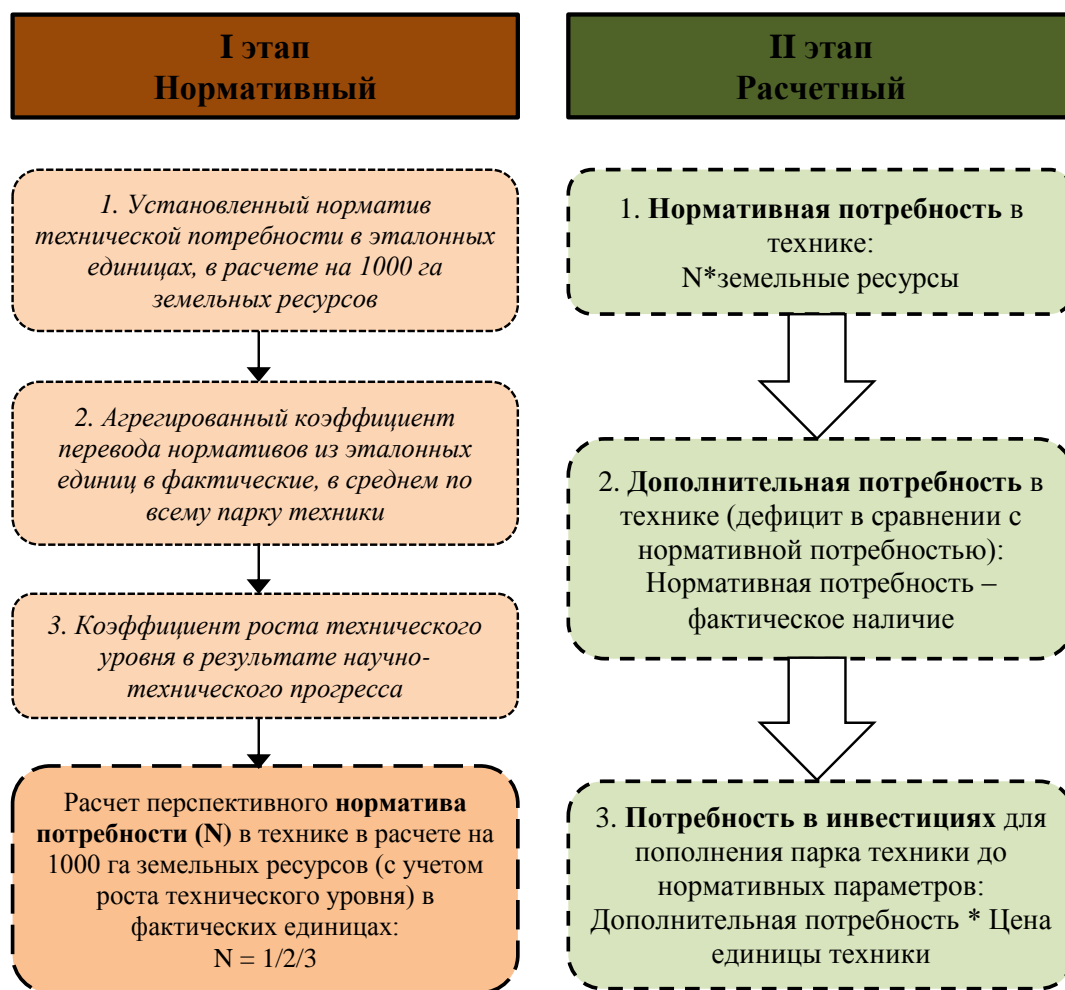 I этап
Нормативный
1. Установленный норматив
технической потребности в эталонных
единицах, в расчете на 1000 га
земельных ресурсов
2. Агрегированный коэффициент
перевода нормативов из эталонных
единиц в фактические, в среднем по
всему парку техники
3. Коэффициент роста технического
уровня в результате научно-
технического прогресса
Расчет перспективного норматива
потребности (N) в технике в расчете на
1000 га земельных ресурсов (с учетом
роста технического уровня) в
фактических единицах:
N = 1/2/3
II этап
Расчетный
1. Нормативная потребность в
технике:
N*земельные ресурсы
2. Дополнительная потребность в
технике (дефицит в сравнении с
нормативной потребностью):
Нормативная потребность –
фактическое наличие
3. Потребность в инвестициях для
пополнения парка техники до
нормативных параметров:
Дополнительная потребность * Цена
единицы техники